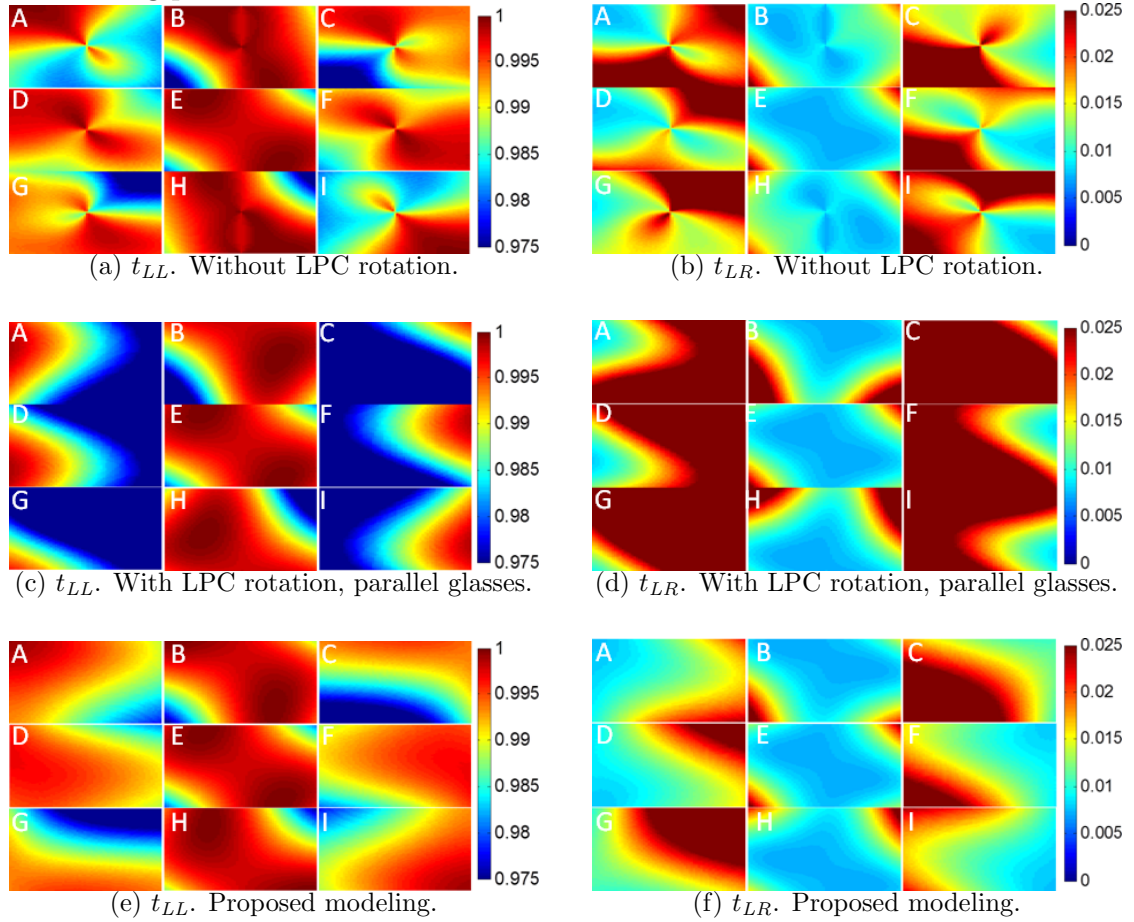 A B C 1
D E F 0.995
G H I 0.99
0.985
0.98
0.975
(a) t_LL. Without LPC rotation.
A B C 0.025
D E F 0.02
G H I 0.015
0.01
0.005
0
(b) t_LR. Without LPC rotation.
A B C 1
D E F 0.995
G H I 0.99
0.985
0.98
0.975
(c) t_LL. With LPC rotation, parallel glasses.
A B C 0.025
D E F 0.02
G H I 0.015
0.01
0.005
0
(d) t_LR. With LPC rotation, parallel glasses.
A B C 1
D E F 0.995
G H I 0.99
0.985
0.98
0.975
(e) t_LL. Proposed modeling.
A B C 0.025
D E F 0.02
G H I 0.015
0.01
0.005
0
(f) t_LR. Proposed modeling.